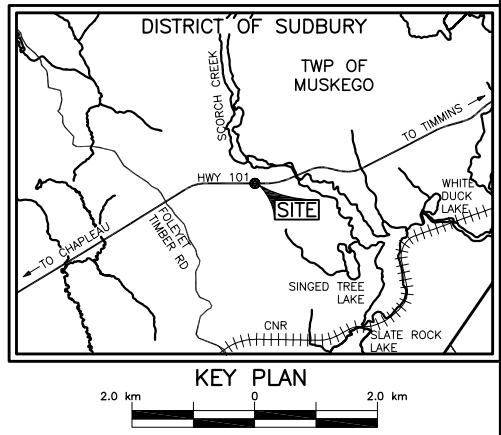 DISTRICT OF SUDBURY
SCORCH CREEK
TWP OF
MUSKEGO
TO TIMMINS
HWY 101
SITE
WHITE
DUCK
LAKE
FOLEYET
TIMBER RD
TO CHAPLEAU
SINGED TREE
LAKE
CNR
SLATE ROCK
LAKE
KEY PLAN
2.0 km
0
2.0 km